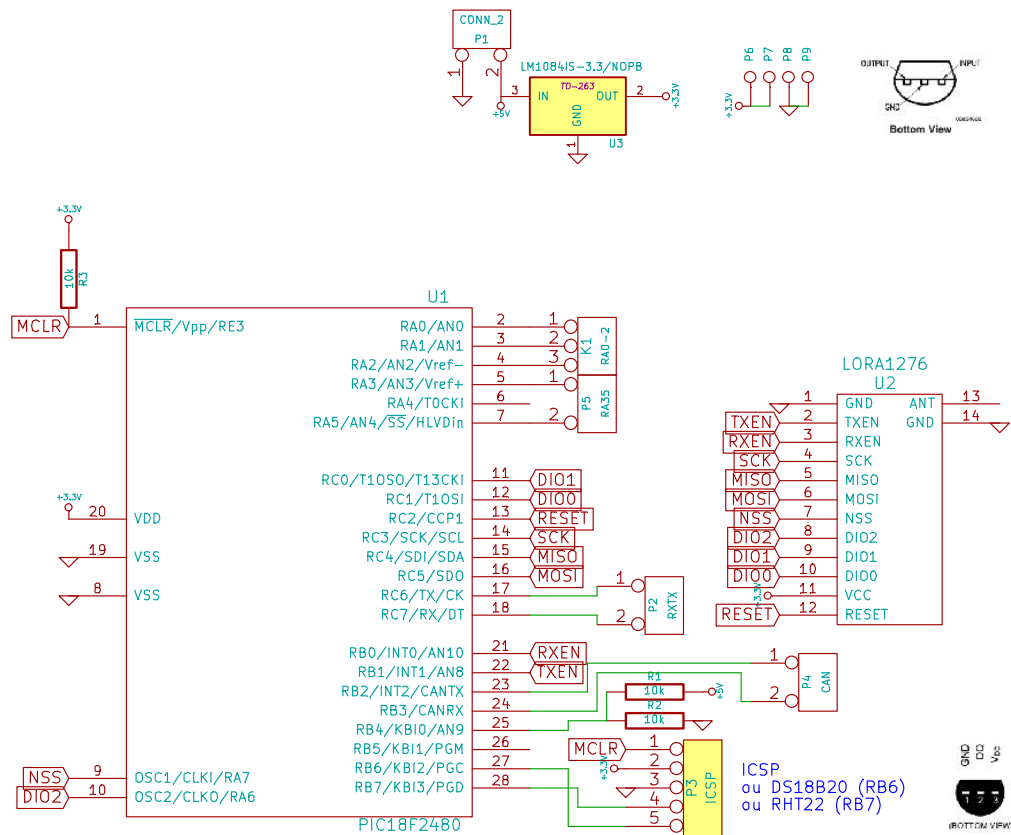 CONN_2
P1
1
2
+5V
LM1084IS-3.3/NOPB
TO-263
3 IN OUT 2
GND
1
U3
+3.3V
P6 P7 P8 P9
+3.3V
OUTPUT INPUT
GND
Bottom View
+3.3V
10k
R3
MCLR
U1
1 MCLR/Vpp/RE3
20 VDD
+3.3V
19 VSS
8 VSS
NSS 9 OSC1/CLKI/RA7
DIO2 10 OSC2/CLKO/RA6
RA0/AN0 2
RA1/AN1 3
RA2/AN2/Vref- 4
RA3/AN3/Vref+ 5
RA4/T0CKI 6
RA5/AN4/SS/HLVDin 7
1
2
3
K1
RA0-2
1
2
P5
RA35
RC0/T1OSO/T13CKI 11 DIO1
RC1/T1OSI 12 DIO0
RC2/CCP1 13 RESET
RC3/SCK/SCL 14 SCK
RC4/SDI/SDA 15 MISO
RC5/SDO 16 MOSI
RC6/TX/CK 17
RC7/RX/DT 18
1
2
P2
RXTX
RB0/INT0/AN10 21 RXEN
RB1/INT1/AN8 22 TXEN
RB2/INT2/CANTX 23
RB3/CANRX 24
RB4/KBI0/AN9 25
RB5/KBI1/PGM 26
RB6/KBI2/PGC 27
RB7/KBI3/PGD 28
PIC18F2480
R1
10k
+5V
R2
10k
1
2
P4
CAN
MCLR 1
+3.3V
2
3
4
5
P3
ICSP
ICSP
ou DS18B20 (RB6)
ou RHT22 (RB7)
LORA1276
U2
1 GND ANT 13
TXEN 2 TXEN GND 14
RXEN 3 RXEN
SCK 4 SCK
MISO 5 MISO
MOSI 6 MOSI
NSS 7 NSS
DIO2 8 DIO2
DIO1 9 DIO1
DIO0 10 DIO0
+3.3V 11 VCC
RESET 12 RESET
GND
DQ
VDD
1 2 3
(BOTTOM VIEW